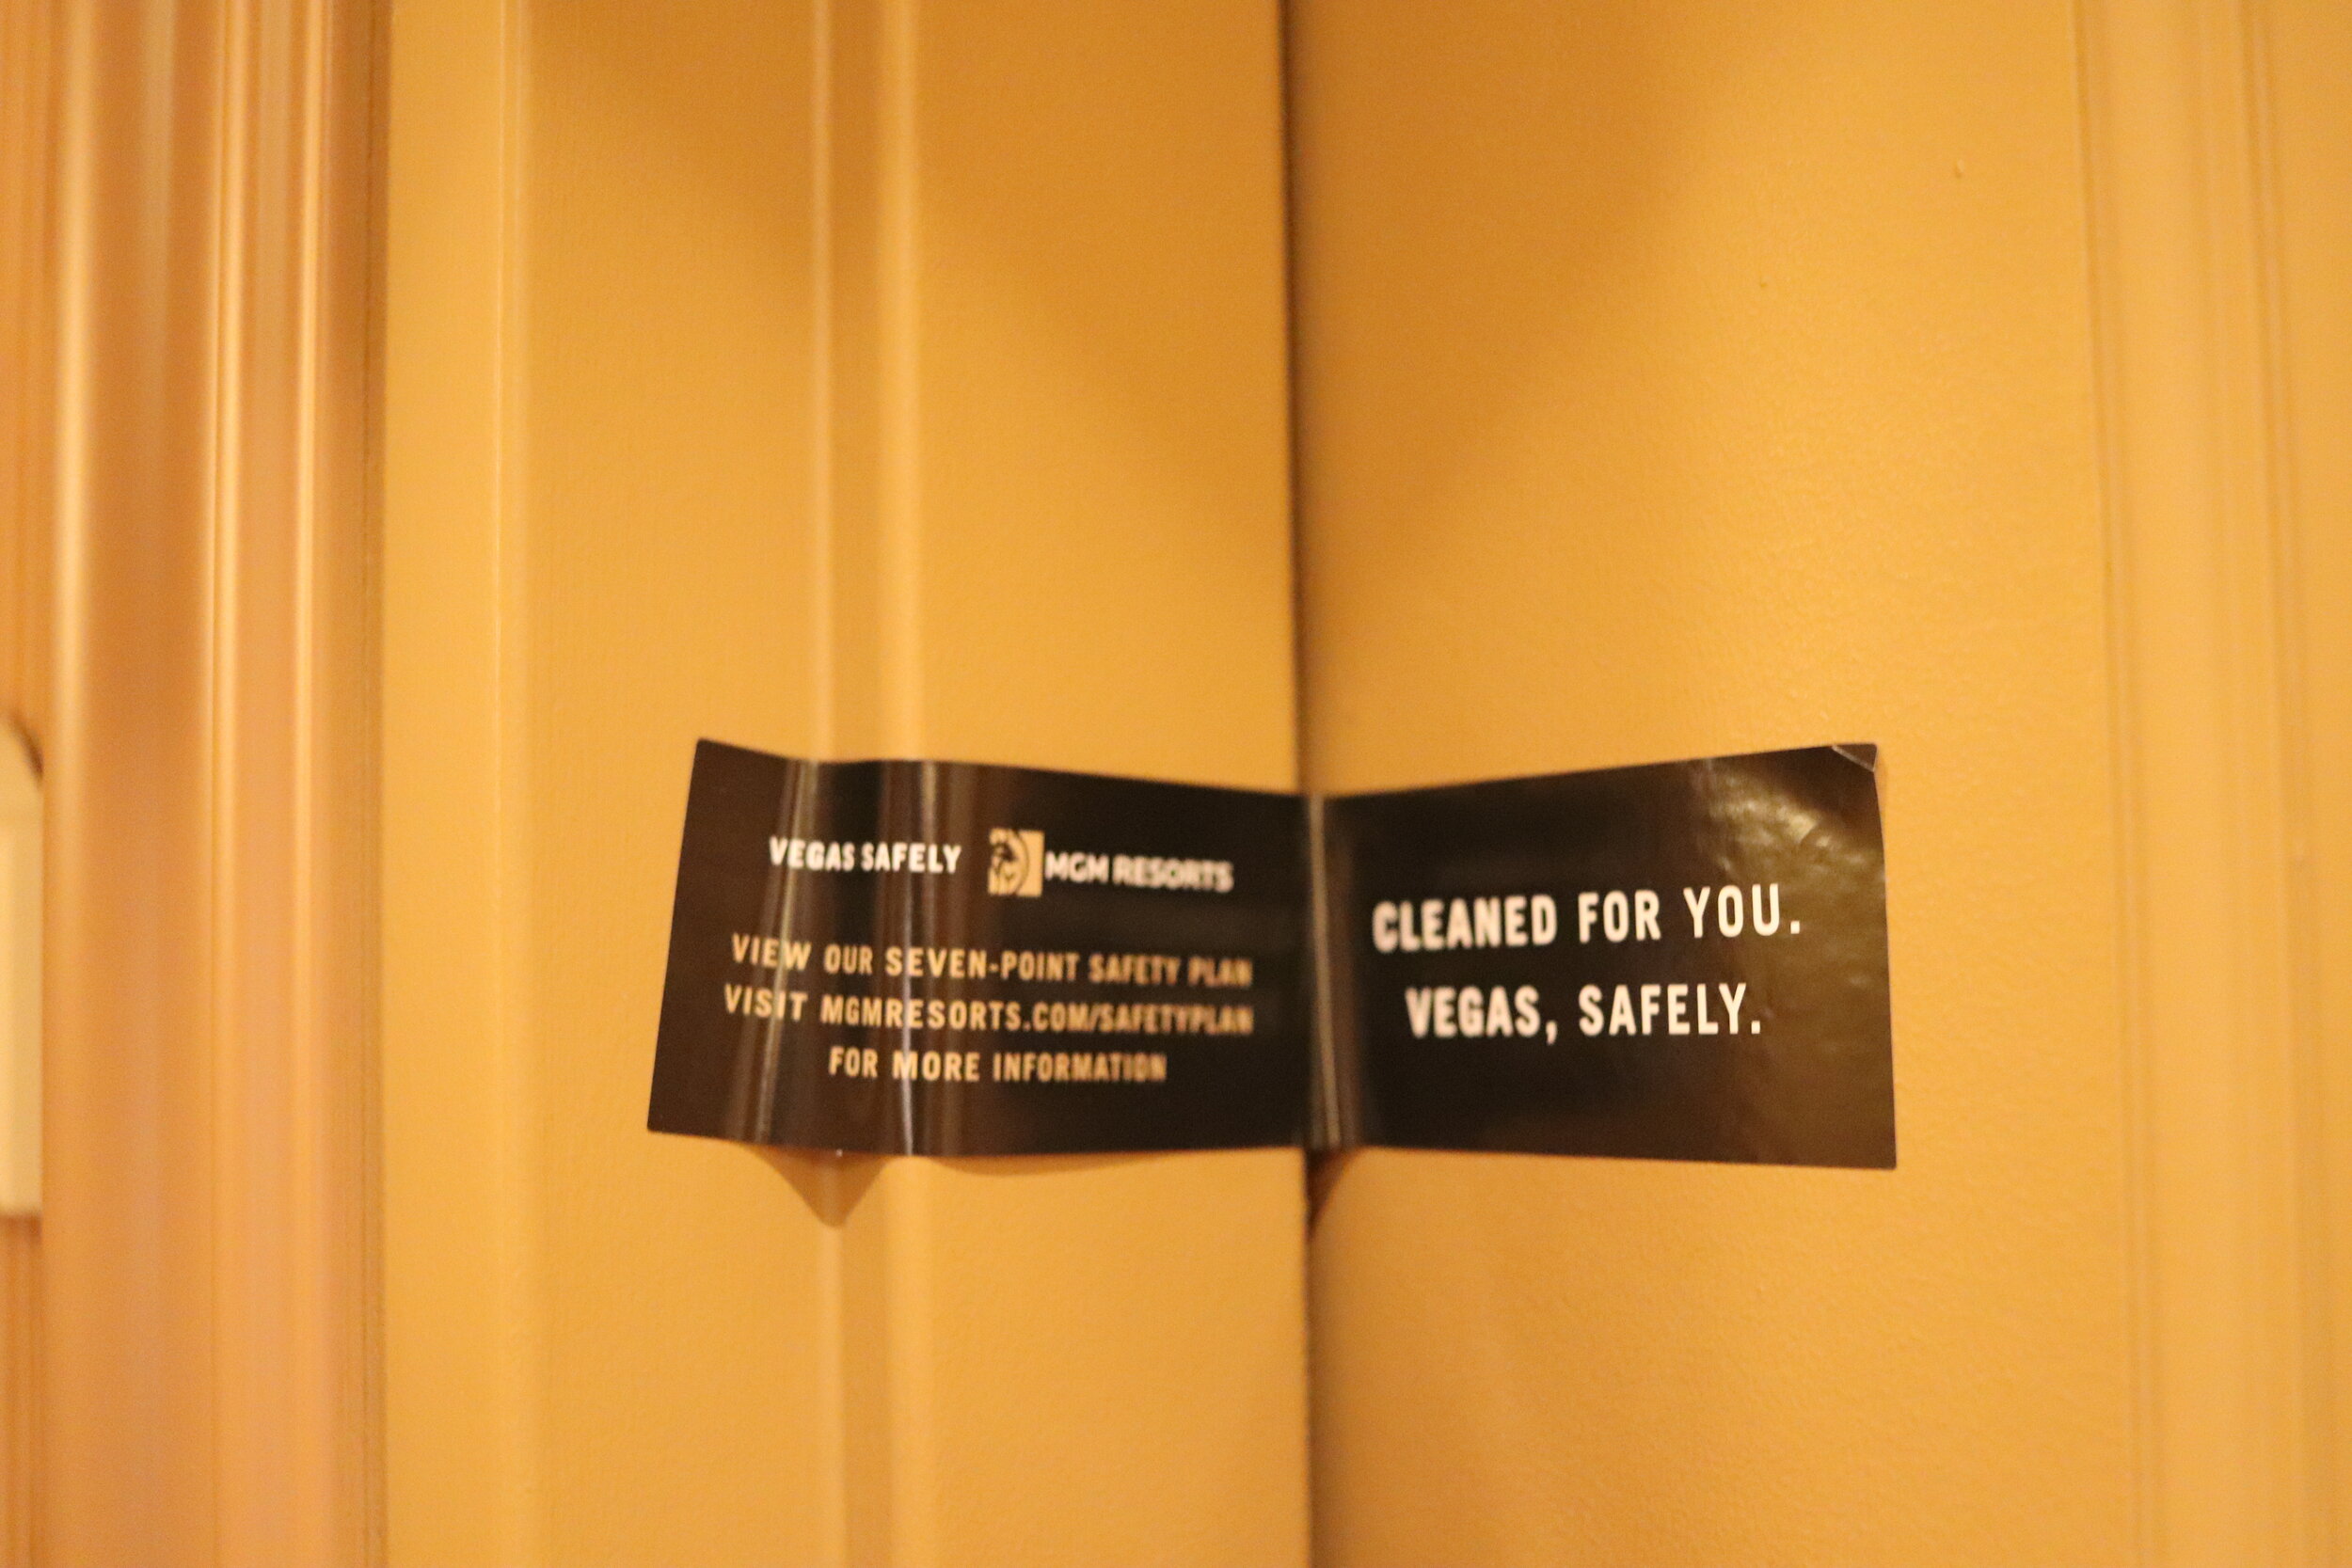 VEGAS SAFELY MGM RESORTS
VIEW OUR SEVEN-POINT SAFETY PLAN
VISIT MGMRESORTS.COM/SAFETYPLAN
FOR MORE INFORMATION
CLEANED FOR YOU.
VEGAS, SAFELY.